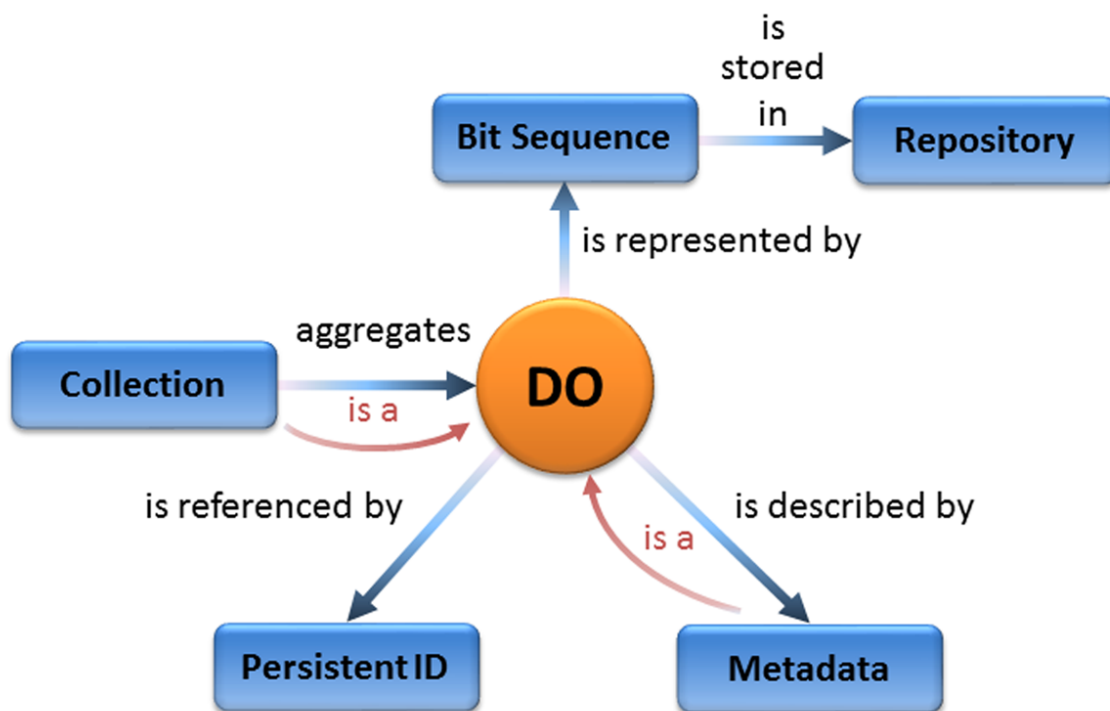 is
stored
in
Bit Sequence
Repository
is represented by
aggregates
Collection
DO
is a
is referenced by
is described by
is a
Persistent ID
Metadata